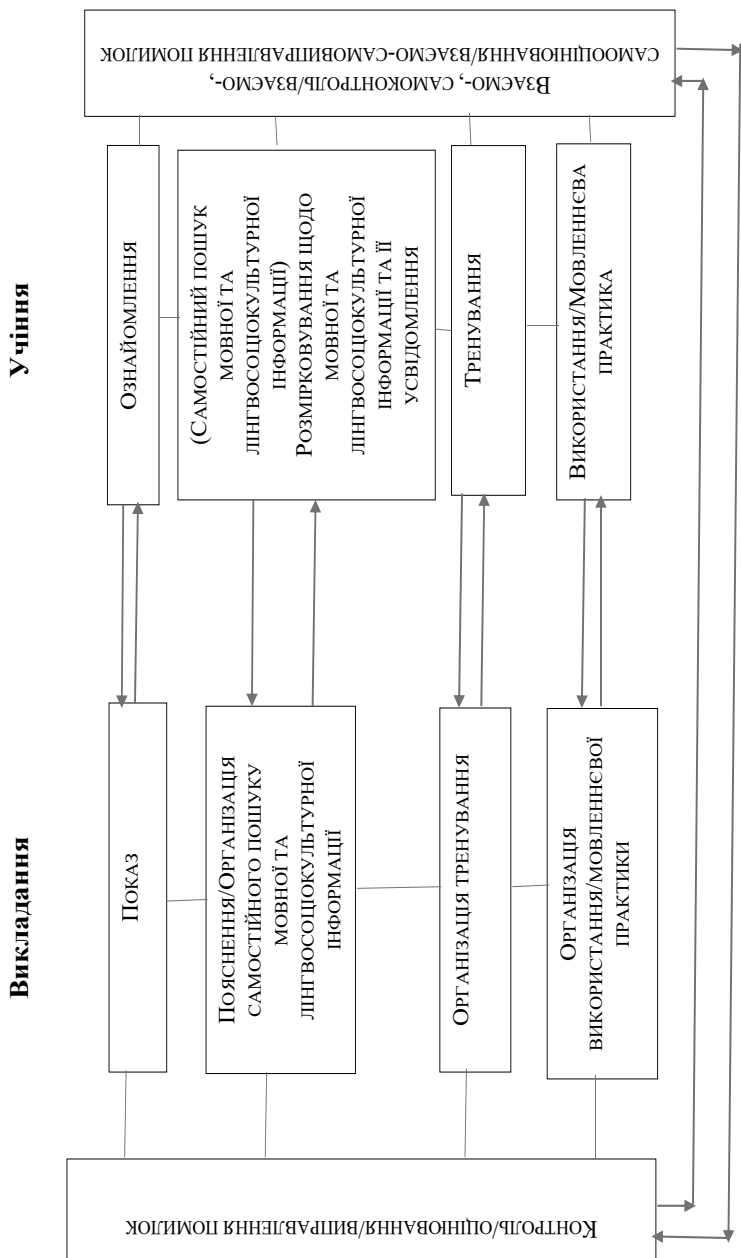 Викладання
Учіння
КОНТРОЛЬ/ОЦІНЮВАННЯ/ВИПРАВЛЕННЯ ПОМИЛОК
ПОКАЗ
ОЗНАЙОМЛЕННЯ
ПОЯСНЕННЯ/ОРГАНІЗАЦІЯ
САМОСТІЙНОГО ПОШУКУ
МОВНОЇ ТА
ЛІНГВОСОЦІОКУЛЬТУРНОЇ
ІНФОРМАЦІЇ
(САМОСТІЙНИЙ ПОШУК
МОВНОЇ ТА
ЛІНГВОСОЦІОКУЛЬТУРНОЇ
ІНФОРМАЦІЇ)
РОЗМІРКОВУВАННЯ ЩОДО
МОВНОЇ ТА
ЛІНГВОСОЦІОКУЛЬТУРНОЇ
ІНФОРМАЦІЇ ТА ЇЇ
УСВІДОМЛЕННЯ
ОРГАНІЗАЦІЯ ТРЕНУВАННЯ
ТРЕНУВАННЯ
ОРГАНІЗАЦІЯ
ВИКОРИСТАННЯ/МОВЛЕННЄВОЇ
ПРАКТИКИ
ВИКОРИСТАННЯ/МОВЛЕННЄВА
ПРАКТИКА
ВЗАЄМО-, САМОКОНТРОЛЬ/ВЗАЄМО-,
САМООЦІНЮВАННЯ/ВЗАЄМО-САМОВИПРАВЛЕННЯ ПОМИЛОК